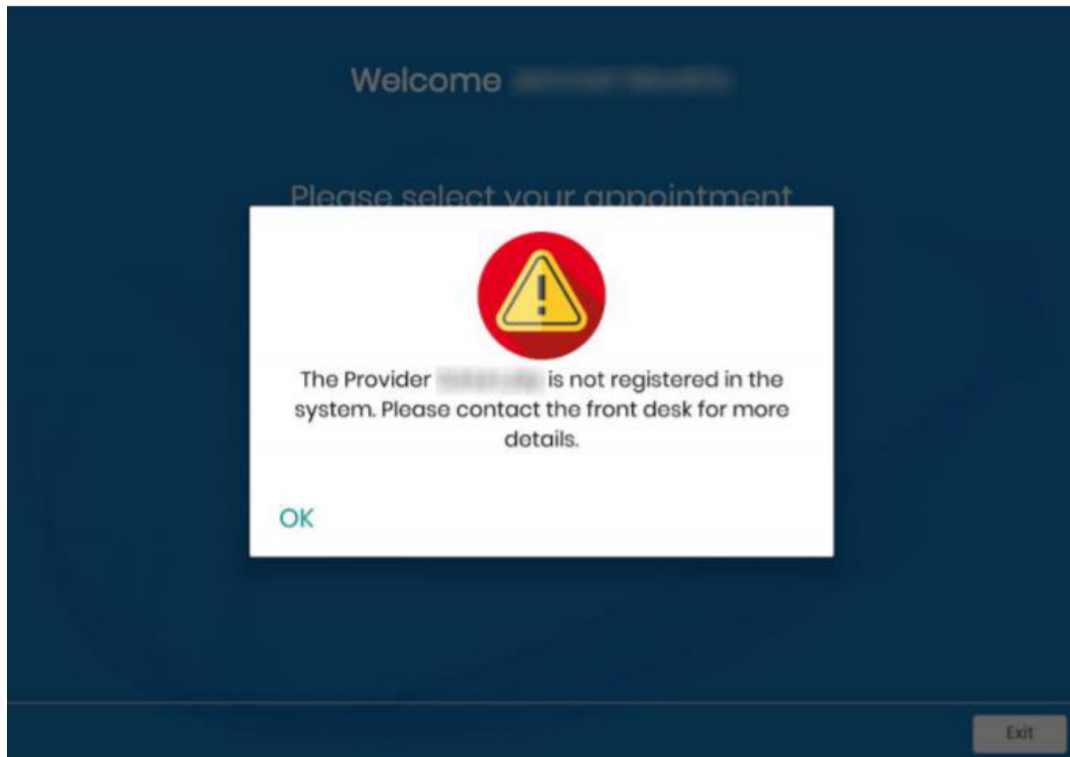 Welcome
Please select your appointment
The Provider is not registered in the
system. Please contact the front desk for more
details.
OK
Exit